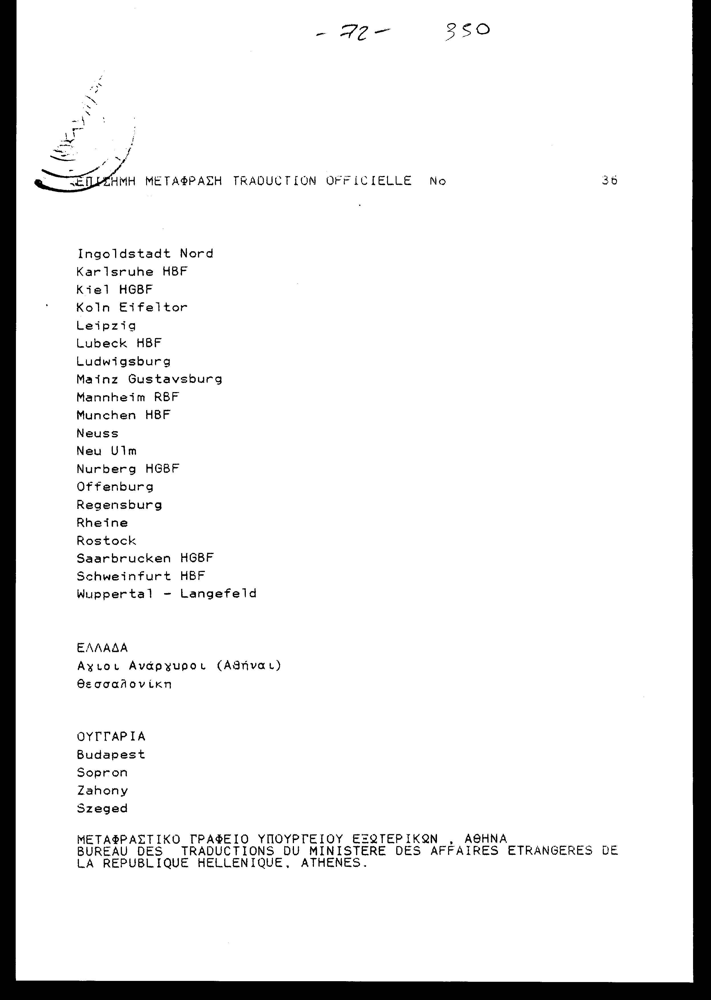 - 72 - 350
ΕΠΙΣΗΜΗ ΜΕΤΑΦΡΑΣΗ TRADUCTION OFFICIELLE No 36
Ingoldstadt Nord
Karlsruhe HBF
Kiel HGBF
Koln Eifeltor
Leipzig
Lubeck HBF
Ludwigsburg
Mainz Gustavsburg
Mannheim RBF
Munchen HBF
Neuss
Neu Ulm
Nurberg HGBF
Offenburg
Regensburg
Rheine
Rostock
Saarbrucken HGBF
Schweinfurt HBF
Wuppertal - Langefeld
ΕΛΛΑΔΑ
Αγιοι Ανάργυροι (Αθήναι)
Θεσσαλονίκη
ΟΥΓΓΑΡΙΑ
Budapest
Sopron
Zahony
Szeged
ΜΕΤΑΦΡΑΣΤΙΚΟ ΓΡΑΦΕΙΟ ΥΠΟΥΡΓΕΙΟΥ ΕΞΩΤΕΡΙΚΩΝ , ΑΘΗΝΑ
BUREAU DES TRADUCTIONS DU MINISTERE DES AFFAIRES ETRANGERES DE
LA REPUBLIQUE HELLENIQUE, ATHENES.